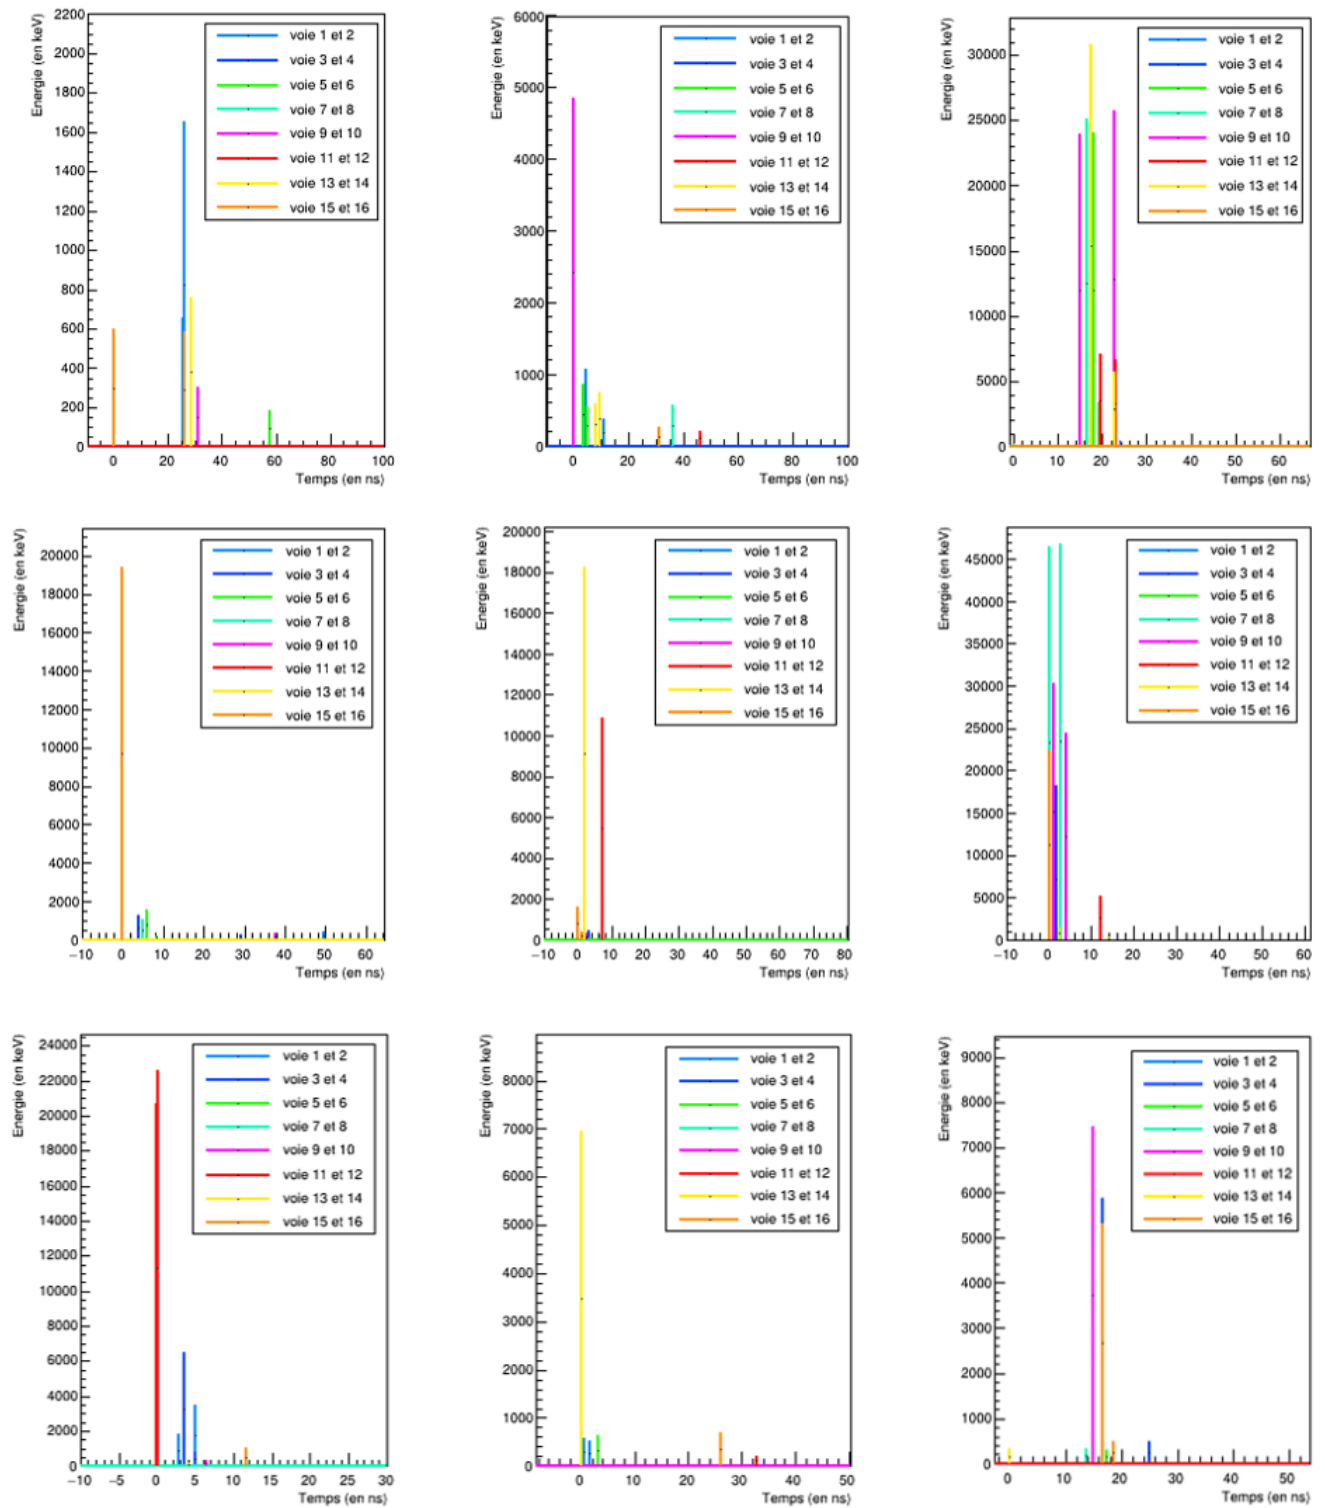 Energie (en keV)
2200
2000
1800
1600
1400
1200
1000
800
600
400
200
0
0 20 40 60 80 100
Temps (en ns)
voie 1 et 2
voie 3 et 4
voie 5 et 6
voie 7 et 8
voie 9 et 10
voie 11 et 12
voie 13 et 14
voie 15 et 16
Energie (en keV)
6000
5000
4000
3000
2000
1000
0
0 20 40 60 80 100
Temps (en ns)
voie 1 et 2
voie 3 et 4
voie 5 et 6
voie 7 et 8
voie 9 et 10
voie 11 et 12
voie 13 et 14
voie 15 et 16
Energie (en keV)
30000
25000
20000
15000
10000
5000
0
0 10 20 30 40 50 60
Temps (en ns)
voie 1 et 2
voie 3 et 4
voie 5 et 6
voie 7 et 8
voie 9 et 10
voie 11 et 12
voie 13 et 14
voie 15 et 16
Energie (en keV)
20000
18000
16000
14000
12000
10000
8000
6000
4000
2000
0
−10 0 10 20 30 40 50 60
Temps (en ns)
voie 1 et 2
voie 3 et 4
voie 5 et 6
voie 7 et 8
voie 9 et 10
voie 11 et 12
voie 13 et 14
voie 15 et 16
Energie (en keV)
20000
18000
16000
14000
12000
10000
8000
6000
4000
2000
0
−10 0 10 20 30 40 50 60 70 80
Temps (en ns)
voie 1 et 2
voie 3 et 4
voie 5 et 6
voie 7 et 8
voie 9 et 10
voie 11 et 12
voie 13 et 14
voie 15 et 16
Energie (en keV)
45000
40000
35000
30000
25000
20000
15000
10000
5000
0
−10 0 10 20 30 40 50 60
Temps (en ns)
voie 1 et 2
voie 3 et 4
voie 5 et 6
voie 7 et 8
voie 9 et 10
voie 11 et 12
voie 13 et 14
voie 15 et 16
Energie (en keV)
24000
22000
20000
18000
16000
14000
12000
10000
8000
6000
4000
2000
0
−10 −5 0 5 10 15 20 25 30
Temps (en ns)
voie 1 et 2
voie 3 et 4
voie 5 et 6
voie 7 et 8
voie 9 et 10
voie 11 et 12
voie 13 et 14
voie 15 et 16
Energie (en keV)
8000
7000
6000
5000
4000
3000
2000
1000
0
0 10 20 30 40 50
Temps (en ns)
voie 1 et 2
voie 3 et 4
voie 5 et 6
voie 7 et 8
voie 9 et 10
voie 11 et 12
voie 13 et 14
voie 15 et 16
Energie (en keV)
9000
8000
7000
6000
5000
4000
3000
2000
1000
0
0 10 20 30 40 50
Temps (en ns)
voie 1 et 2
voie 3 et 4
voie 5 et 6
voie 7 et 8
voie 9 et 10
voie 11 et 12
voie 13 et 14
voie 15 et 16